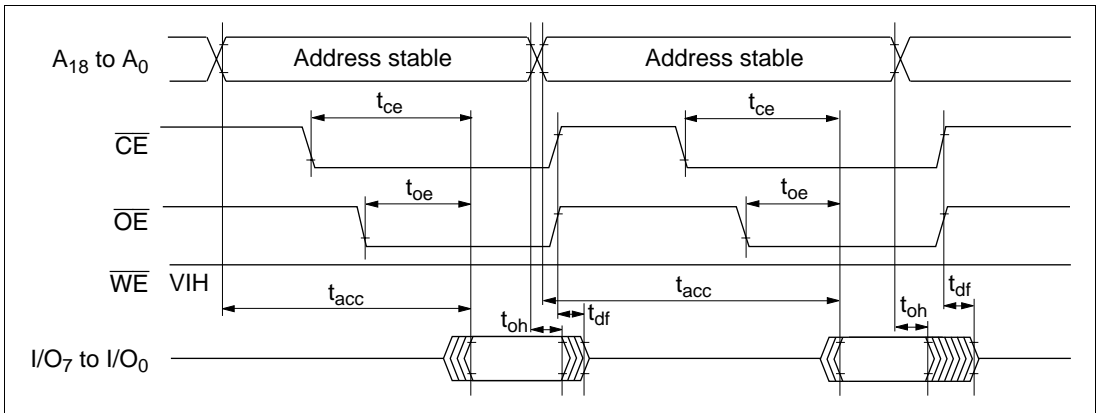 A18 to A0 Address stable Address stable
tce tce
CE
toe toe
OE
WE VIH
tacc tacc
toh tdf toh tdf
I/O7 to I/O0